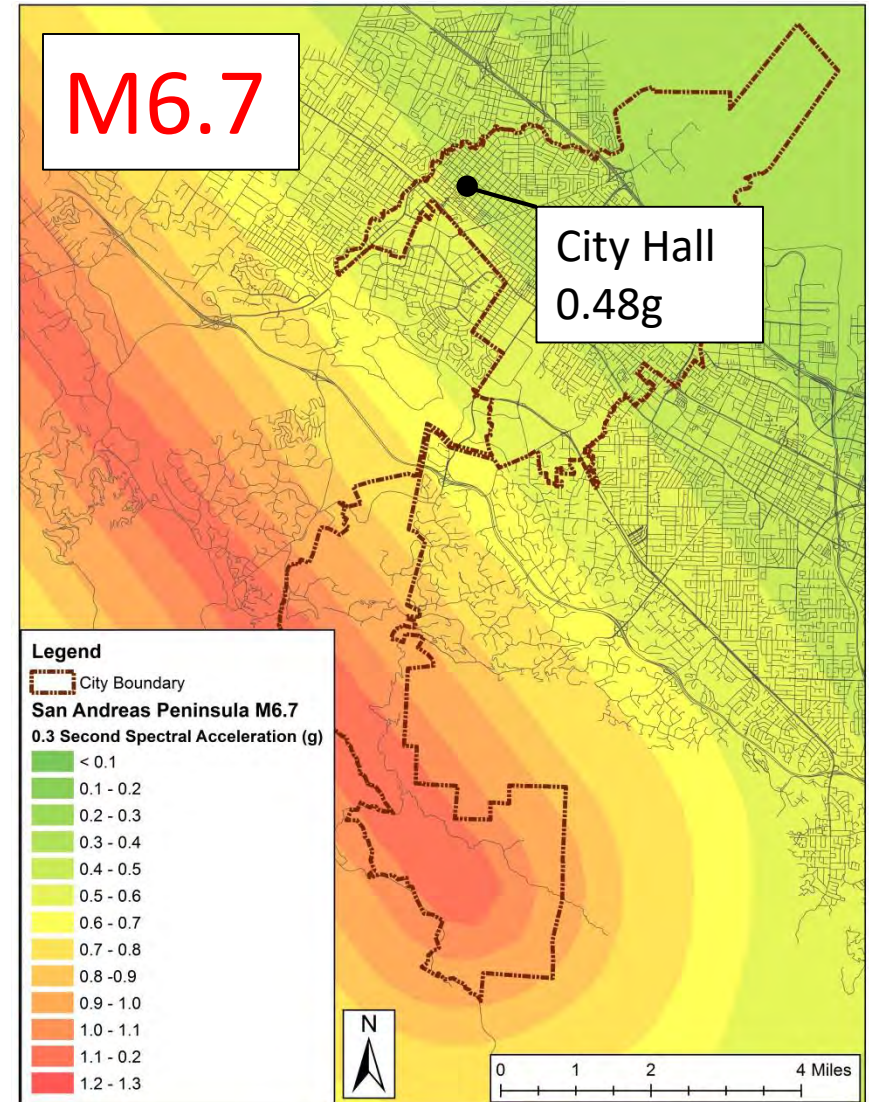 M6.7
City Hall
0.48g
Legend
City Boundary
San Andreas Peninsula M6.7
0.3 Second Spectral Acceleration (g)
< 0.1
0.1 - 0.2
0.2 - 0.3
0.3 - 0.4
0.4 - 0.5
0.5 - 0.6
0.6 - 0.7
0.7 - 0.8
0.8 -0.9
0.9 - 1.0
1.0 - 1.1
1.1 - 0.2
1.2 - 1.3
N
0 1 2 4 Miles